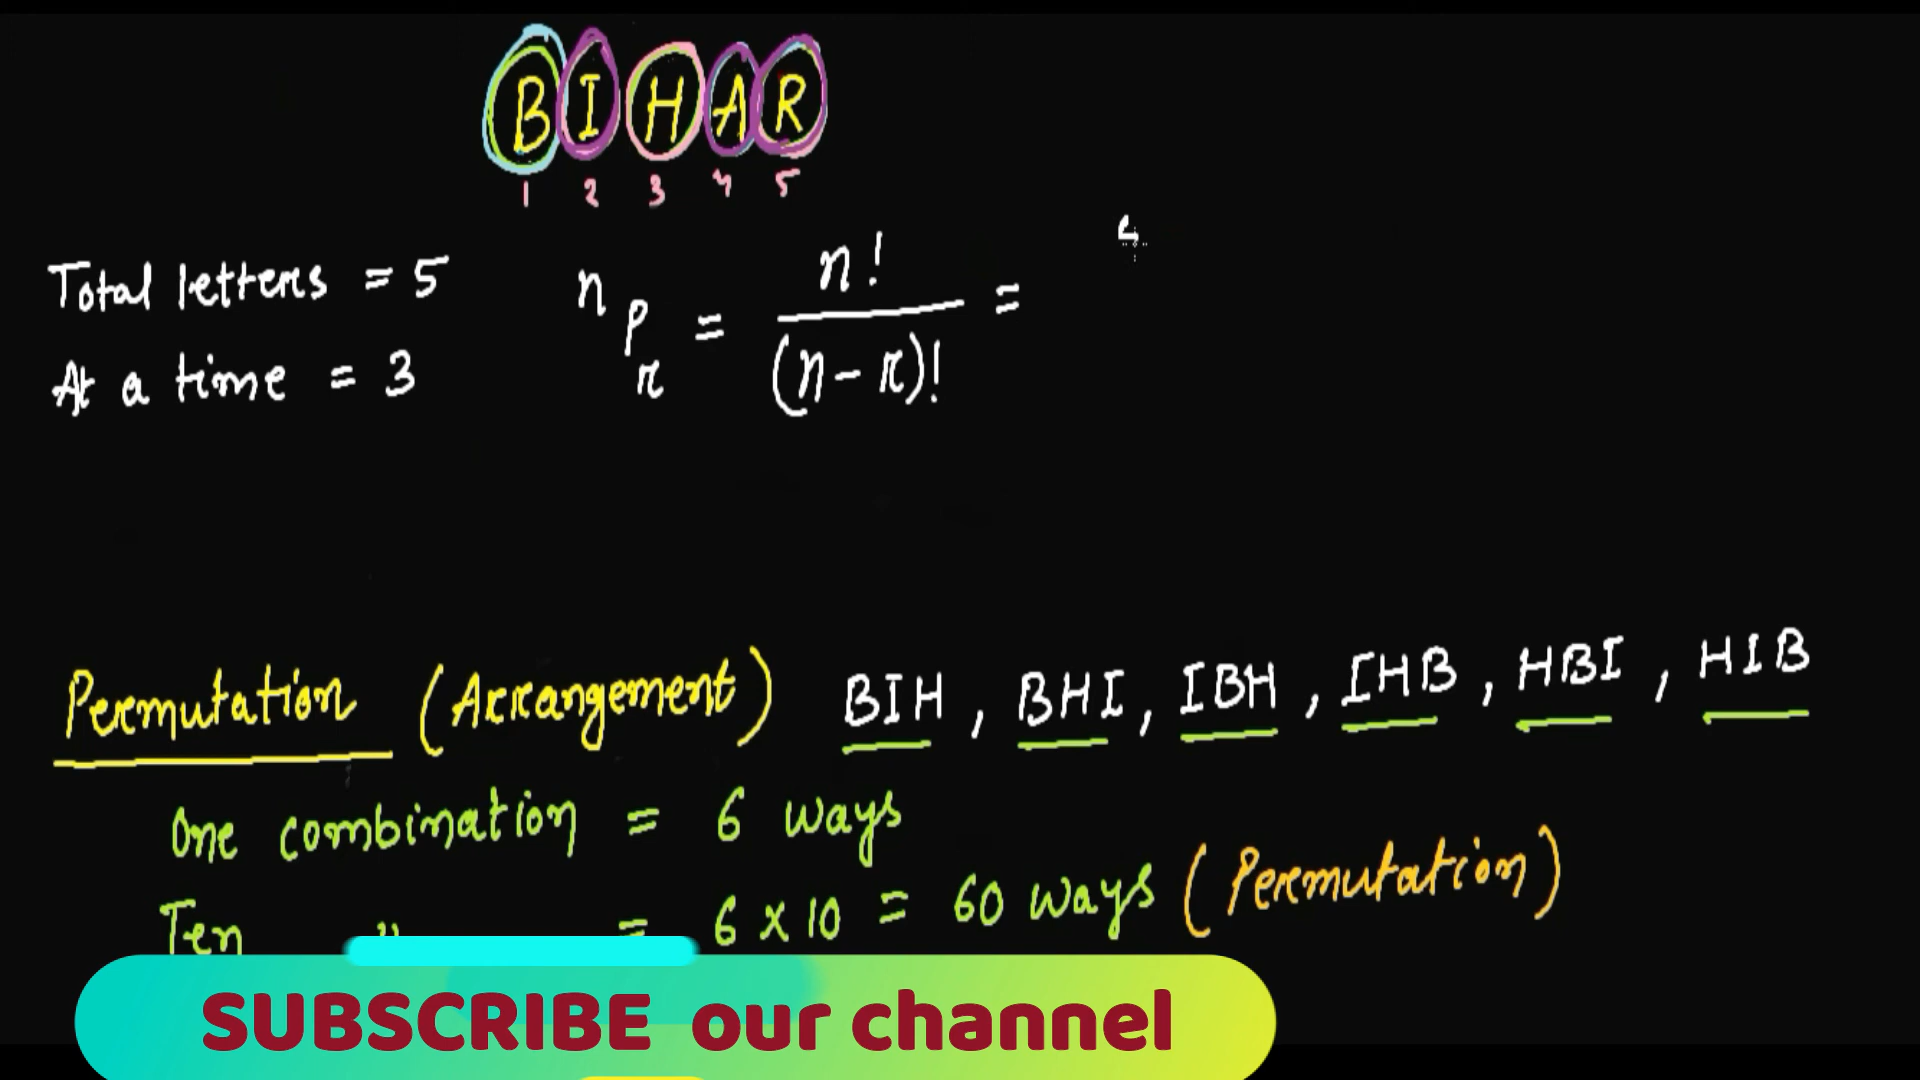 BIHAR
1 2 3 4 5
Total letters = 5
At a time = 3
n P r = n! / (n-r)! =
Permutation (Arrangement) BIH, BHI, IBH, IHB, HBI, HIB
One combination = 6 ways
Ten " = 6 x 10 = 60 ways (Permutation)
SUBSCRIBE our channel